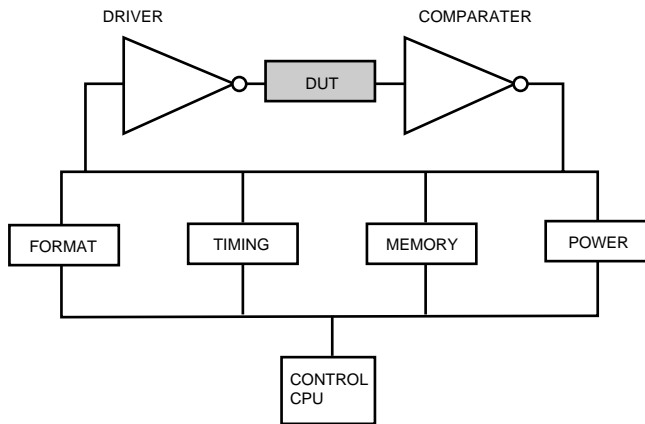 DRIVER
COMPARATER
DUT
FORMAT
TIMING
MEMORY
POWER
CONTROL
CPU